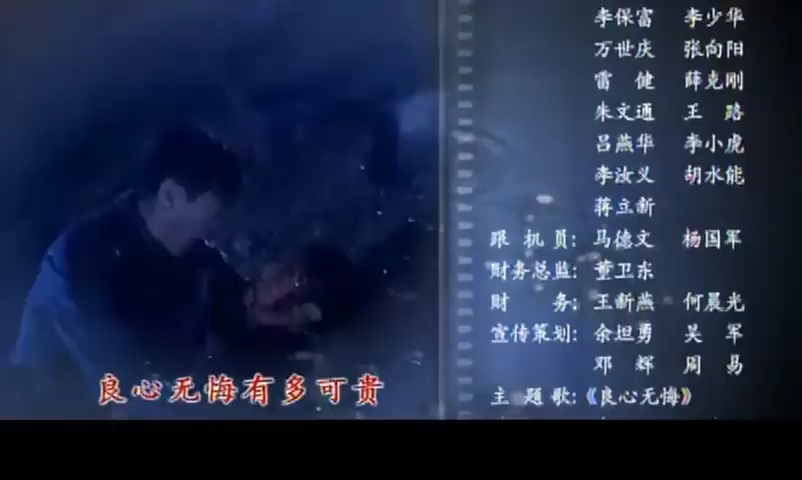 李保富 李少华
万世庆 张向阳
雷健 薛克刚
朱文通 王路
吕燕华 李小虎
李汝义 胡水能
蒋立新
跟机员：马德文 杨国军
财务总监：董卫东
财务：王新燕 何晨光
宣传策划：余坦勇 吴军
邓辉 周易
主题歌：《良心无悔》
良心无悔有多可贵